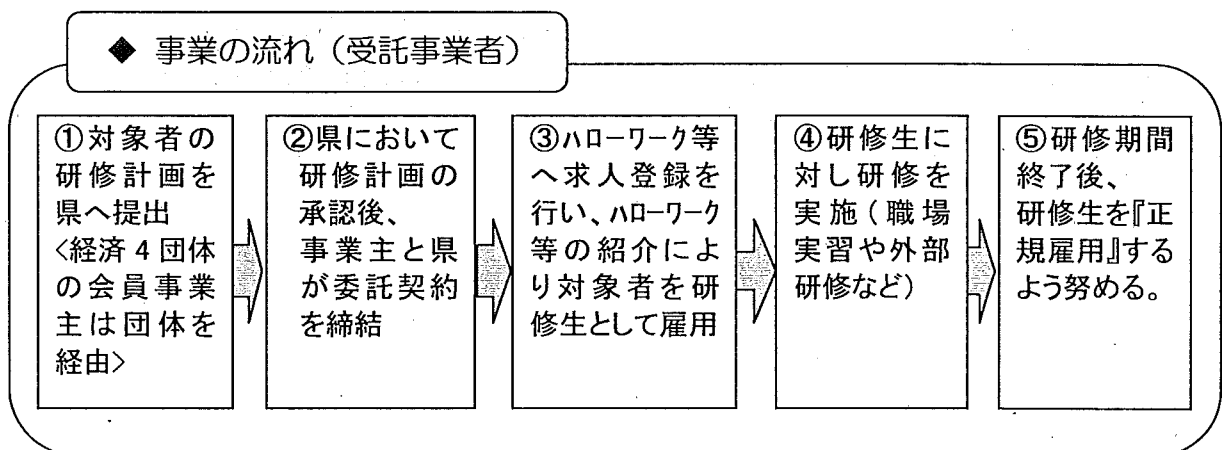 ◆ 事業の流れ（受託事業者）
①対象者の
研修計画を
県へ提出
<経済4団体
の会員事業
主は団体を
経由>
②県において
研修計画の
承認後、
事業主と県
が委託契約
を締結
③ﾊﾛｰﾜｰｸ等
へ求人登録を
行い、ﾊﾛｰﾜｰｸ
等の紹介によ
り対象者を研
修生として雇用
④研修生に
対し研修を
実施（職場
実習や外部
研修など）
⑤研修期間
終了後、
研修生を『正
規雇用』する
よう努める。